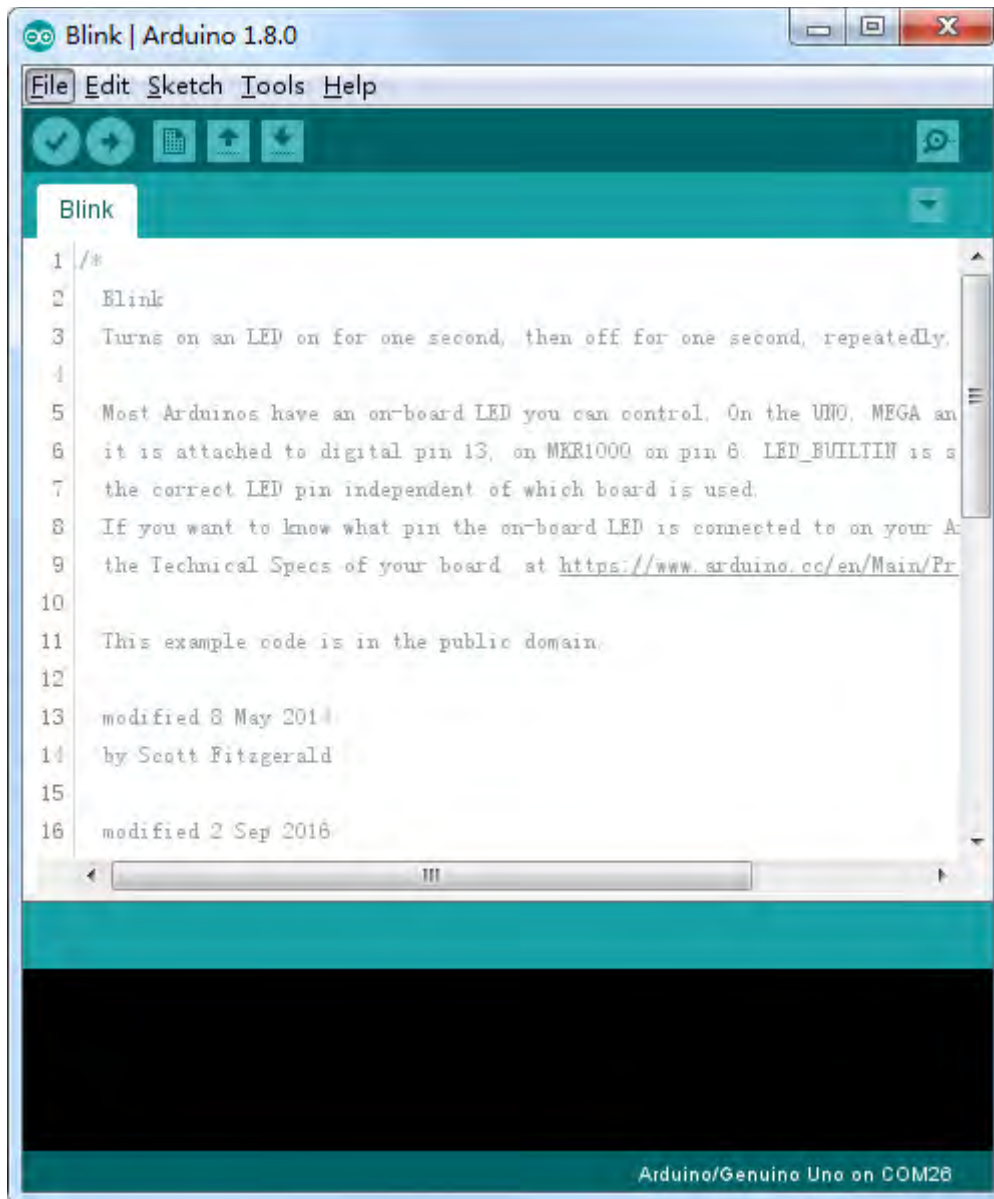 Blink | Arduino 1.8.0
File Edit Sketch Tools Help
Blink
1 /*
2 Blink
3 Turns on an LED on for one second, then off for one second, repeatedly.
4
5 Most Arduinos have an on-board LED you can control. On the UNO, MEGA an
6 it is attached to digital pin 13, on MKR1000 on pin 6. LED_BUILTIN is s
7 the correct LED pin independent of which board is used.
8 If you want to know what pin the on-board LED is connected to on your A
9 the Technical Specs of your board at https://www.arduino.cc/en/Main/Pr
10
11 This example code is in the public domain.
12
13 modified 8 May 2014
14 by Scott Fitzgerald
15
16 modified 2 Sep 2016
Arduino/Genuino Uno on COM26